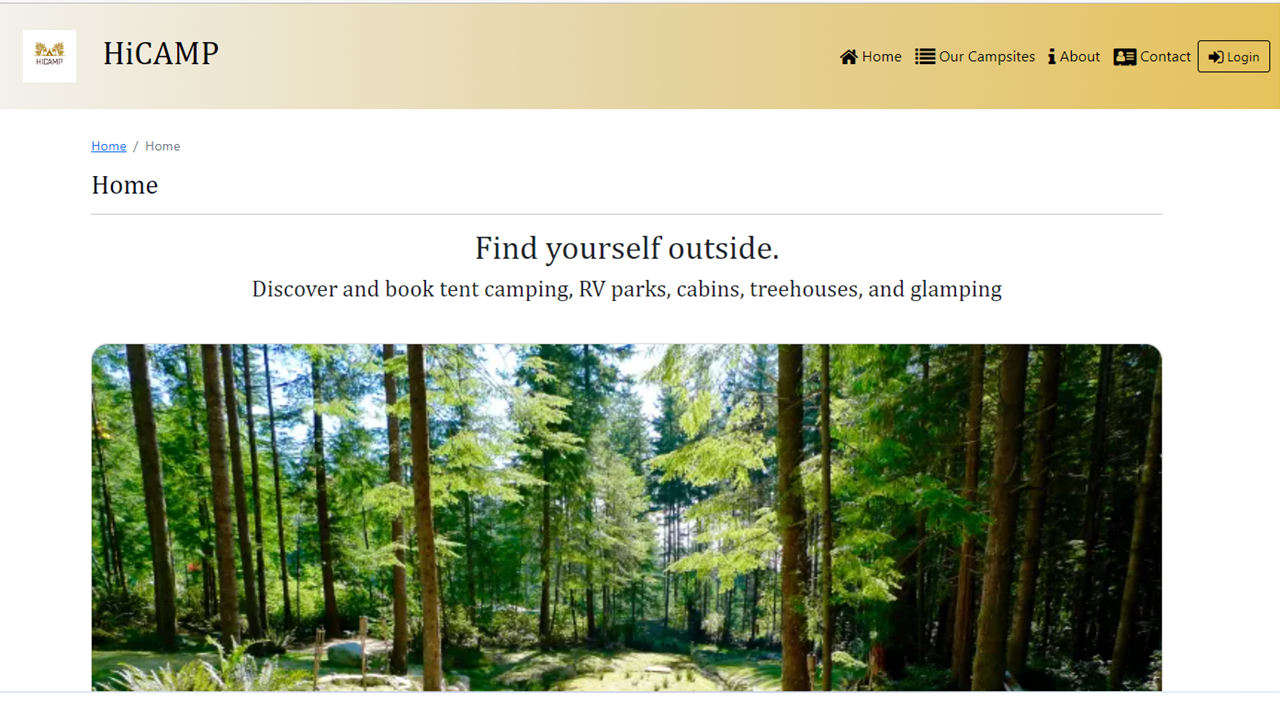 HiCAMP
HiCAMP
Home
Our Campsites
About
Contact
Login
Home / Home
Home
Find yourself outside.
Discover and book tent camping, RV parks, cabins, treehouses, and glamping